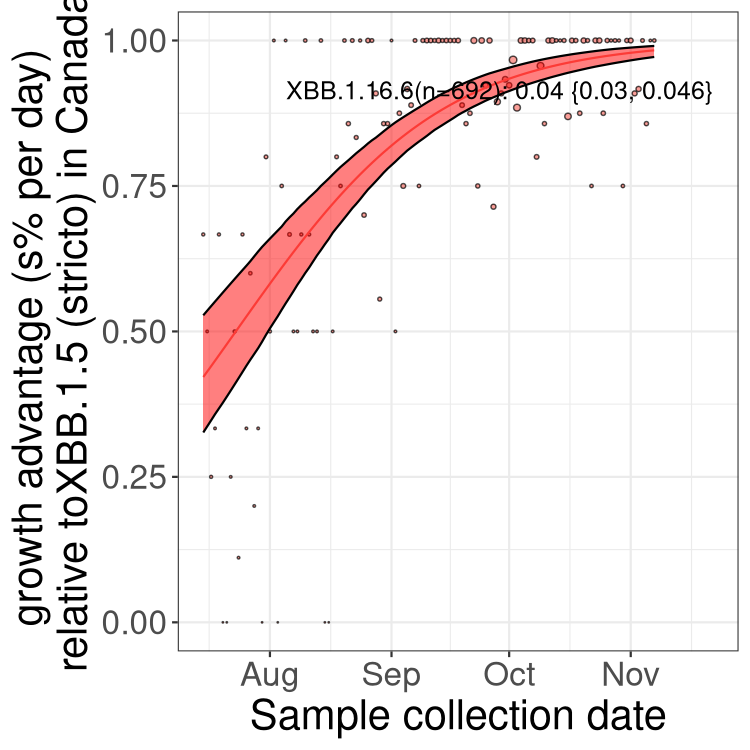 growth advantage (s% per day)
relative toXBB.1.5 (stricto) in Canada
1.00
0.75
0.50
0.25
0.00
XBB.1.16.6(n=692): 0.04 {0.03, 0.046}
Aug Sep Oct Nov
Sample collection date